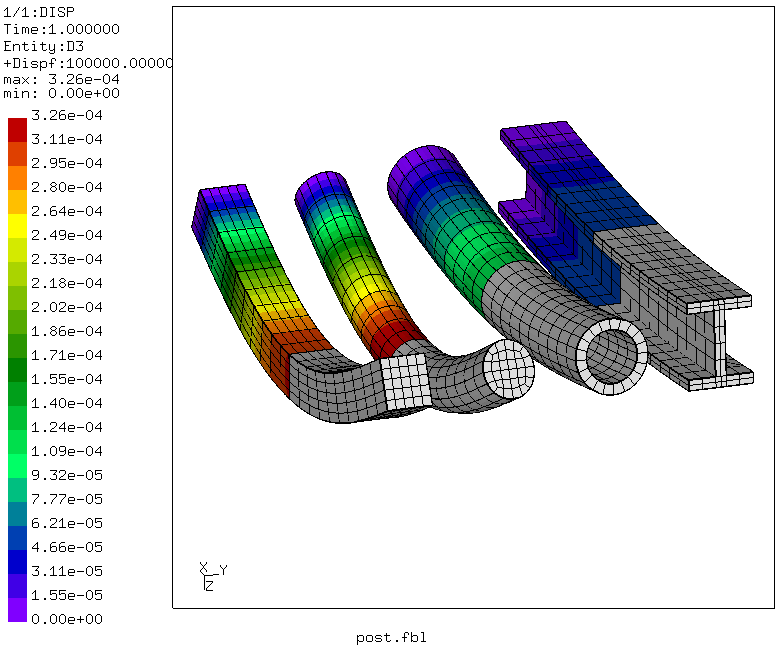 1/1:DISP
Time:1.000000
Entity:D3
+Dispf:100000.00000
max: 3.26e-04
min: 0.00e+00
3.26e-04
3.11e-04
2.95e-04
2.80e-04
2.64e-04
2.49e-04
2.33e-04
2.18e-04
2.02e-04
1.86e-04
1.71e-04
1.55e-04
1.40e-04
1.24e-04
1.09e-04
9.32e-05
7.77e-05
6.21e-05
4.66e-05
3.11e-05
1.55e-05
0.00e+00
X Y
Z
post.fbl